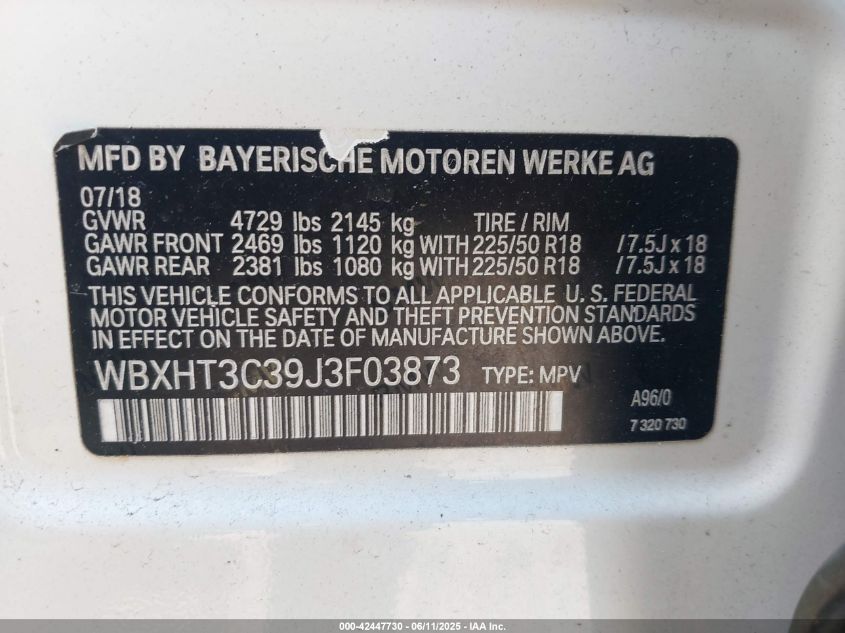 MFD BY BAYERISCHE MOTOREN WERKE AG
07/18
GVWR 4729 lbs 2145 kg TIRE / RIM
GAWR FRONT 2469 lbs 1120 kg WITH 225/50 R18 /7.5J x 18
GAWR REAR 2381 lbs 1080 kg WITH 225/50 R18 /7.5J x 18
THIS VEHICLE CONFORMS TO ALL APPLICABLE U. S. FEDERAL
MOTOR VEHICLE SAFETY AND THEFT PREVENTION STANDARDS
IN EFFECT ON THE DATE OF MANUFACTURE SHOWN ABOVE.
WBXHT3C39J3F03873 TYPE: MPV
A96/0
7 320 730
000-42447730 - 06/11/2025 - IAA Inc.